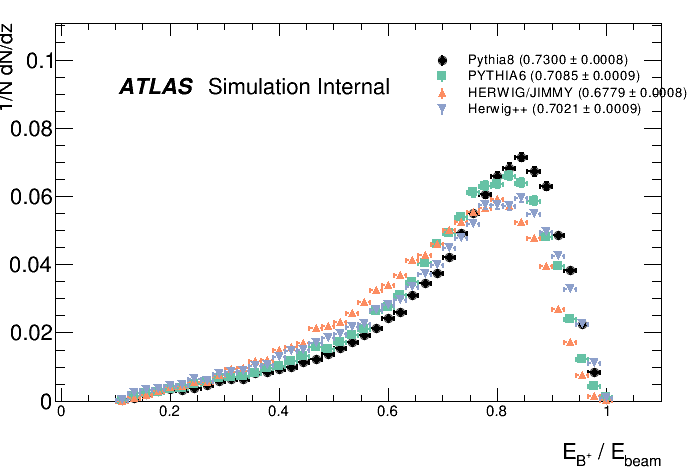 1/N dN/dz
0.1
0.08
0.06
0.04
0.02
0
ATLAS Simulation Internal
Pythia8 (0.7300 ± 0.0008)
PYTHIA6 (0.7085 ± 0.0009)
HERWIG/JIMMY (0.6779 ± 0.0008)
Herwig++ (0.7021 ± 0.0009)
0 0.2 0.4 0.6 0.8 1
E_B⁺ / E_beam